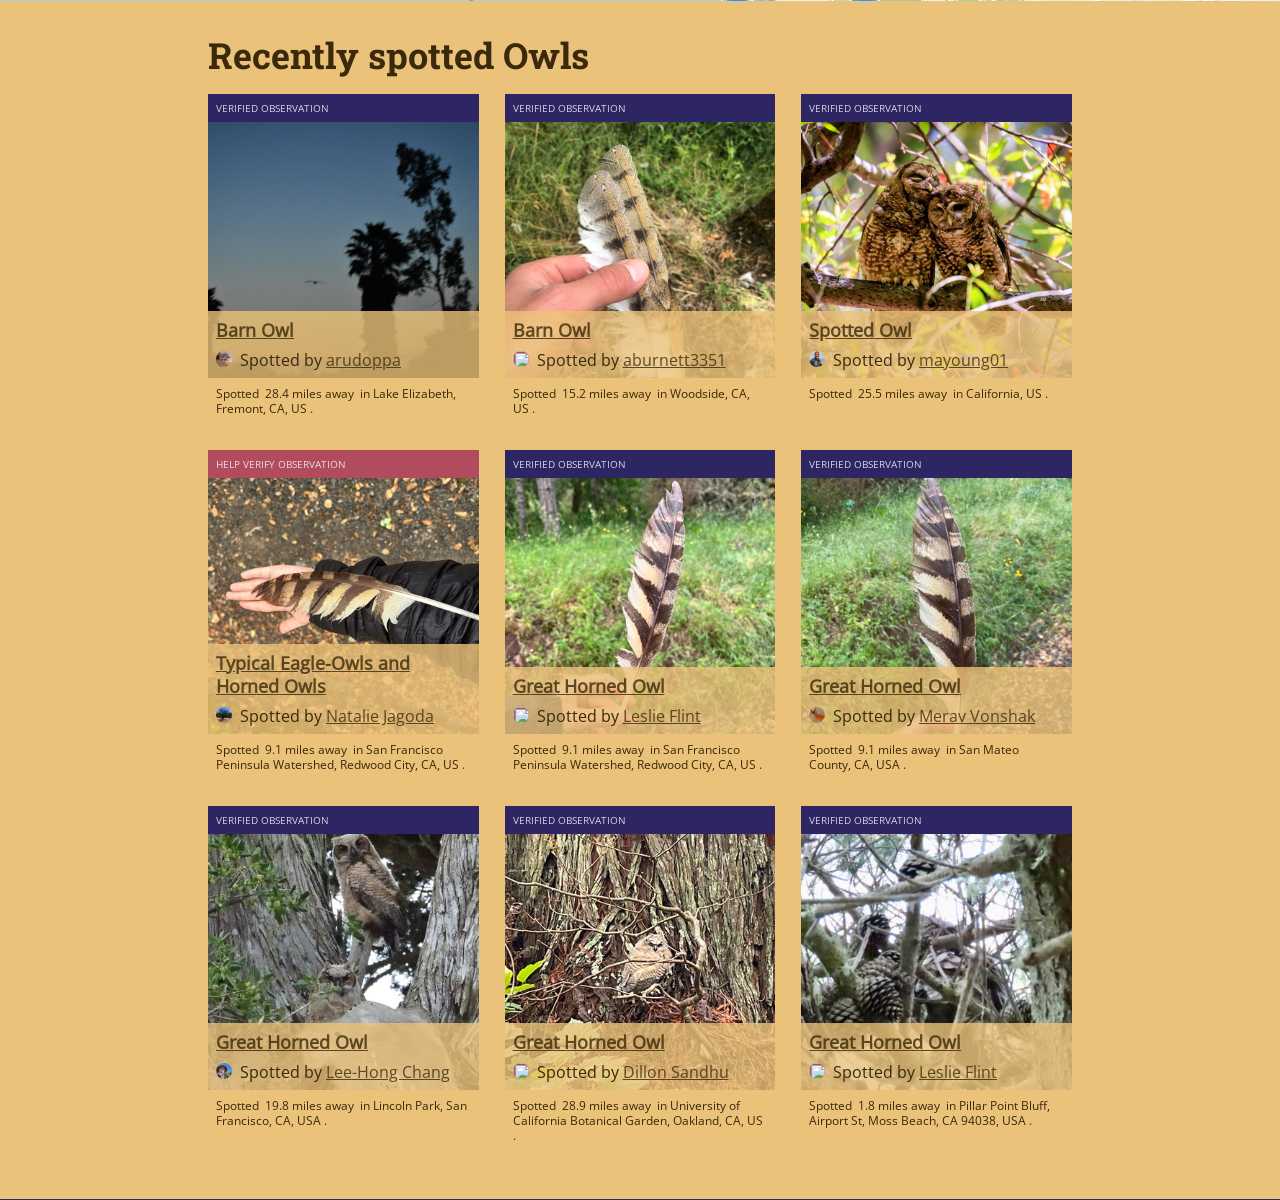 Recently spotted Owls
VERIFIED OBSERVATION
Barn Owl
Spotted by arudoppa
Spotted 28.4 miles away in Lake Elizabeth,
Fremont, CA, US .
VERIFIED OBSERVATION
Barn Owl
Spotted by aburnett3351
Spotted 15.2 miles away in Woodside, CA,
US .
VERIFIED OBSERVATION
Spotted Owl
Spotted by mayoung01
Spotted 25.5 miles away in California, US .
HELP VERIFY OBSERVATION
Typical Eagle-Owls and
Horned Owls
Spotted by Natalie Jagoda
Spotted 9.1 miles away in San Francisco
Peninsula Watershed, Redwood City, CA, US .
VERIFIED OBSERVATION
Great Horned Owl
Spotted by Leslie Flint
Spotted 9.1 miles away in San Francisco
Peninsula Watershed, Redwood City, CA, US .
VERIFIED OBSERVATION
Great Horned Owl
Spotted by Merav Vonshak
Spotted 9.1 miles away in San Mateo
County, CA, USA .
VERIFIED OBSERVATION
Great Horned Owl
Spotted by Lee-Hong Chang
Spotted 19.8 miles away in Lincoln Park, San
Francisco, CA, USA .
VERIFIED OBSERVATION
Great Horned Owl
Spotted by Dillon Sandhu
Spotted 28.9 miles away in University of
California Botanical Garden, Oakland, CA, US
.
VERIFIED OBSERVATION
Great Horned Owl
Spotted by Leslie Flint
Spotted 1.8 miles away in Pillar Point Bluff,
Airport St, Moss Beach, CA 94038, USA .